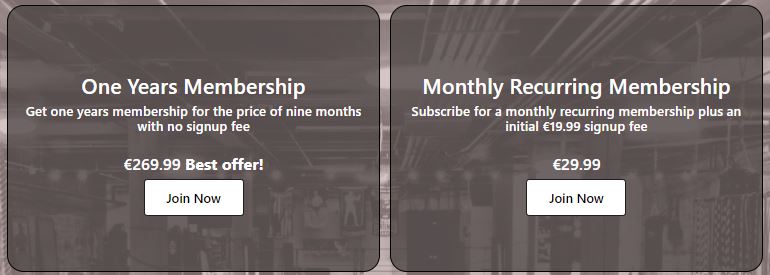 One Years Membership
Get one years membership for the price of nine months
with no signup fee
€269.99 Best offer!
Join Now
Monthly Recurring Membership
Subscribe for a monthly recurring membership plus an
initial €19.99 signup fee
€29.99
Join Now